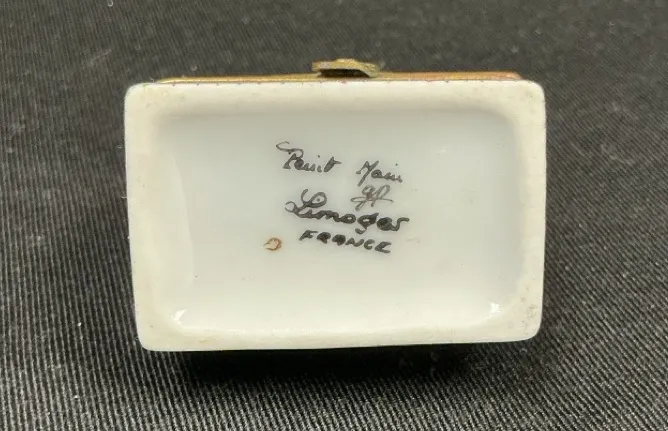 Peint Main
Limoges
FRANCE